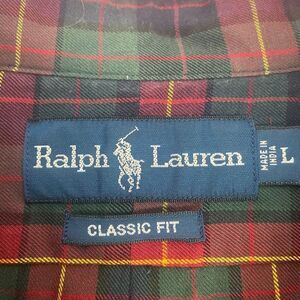 Ralph Lauren
MADE IN
INDIA
L
CLASSIC FIT